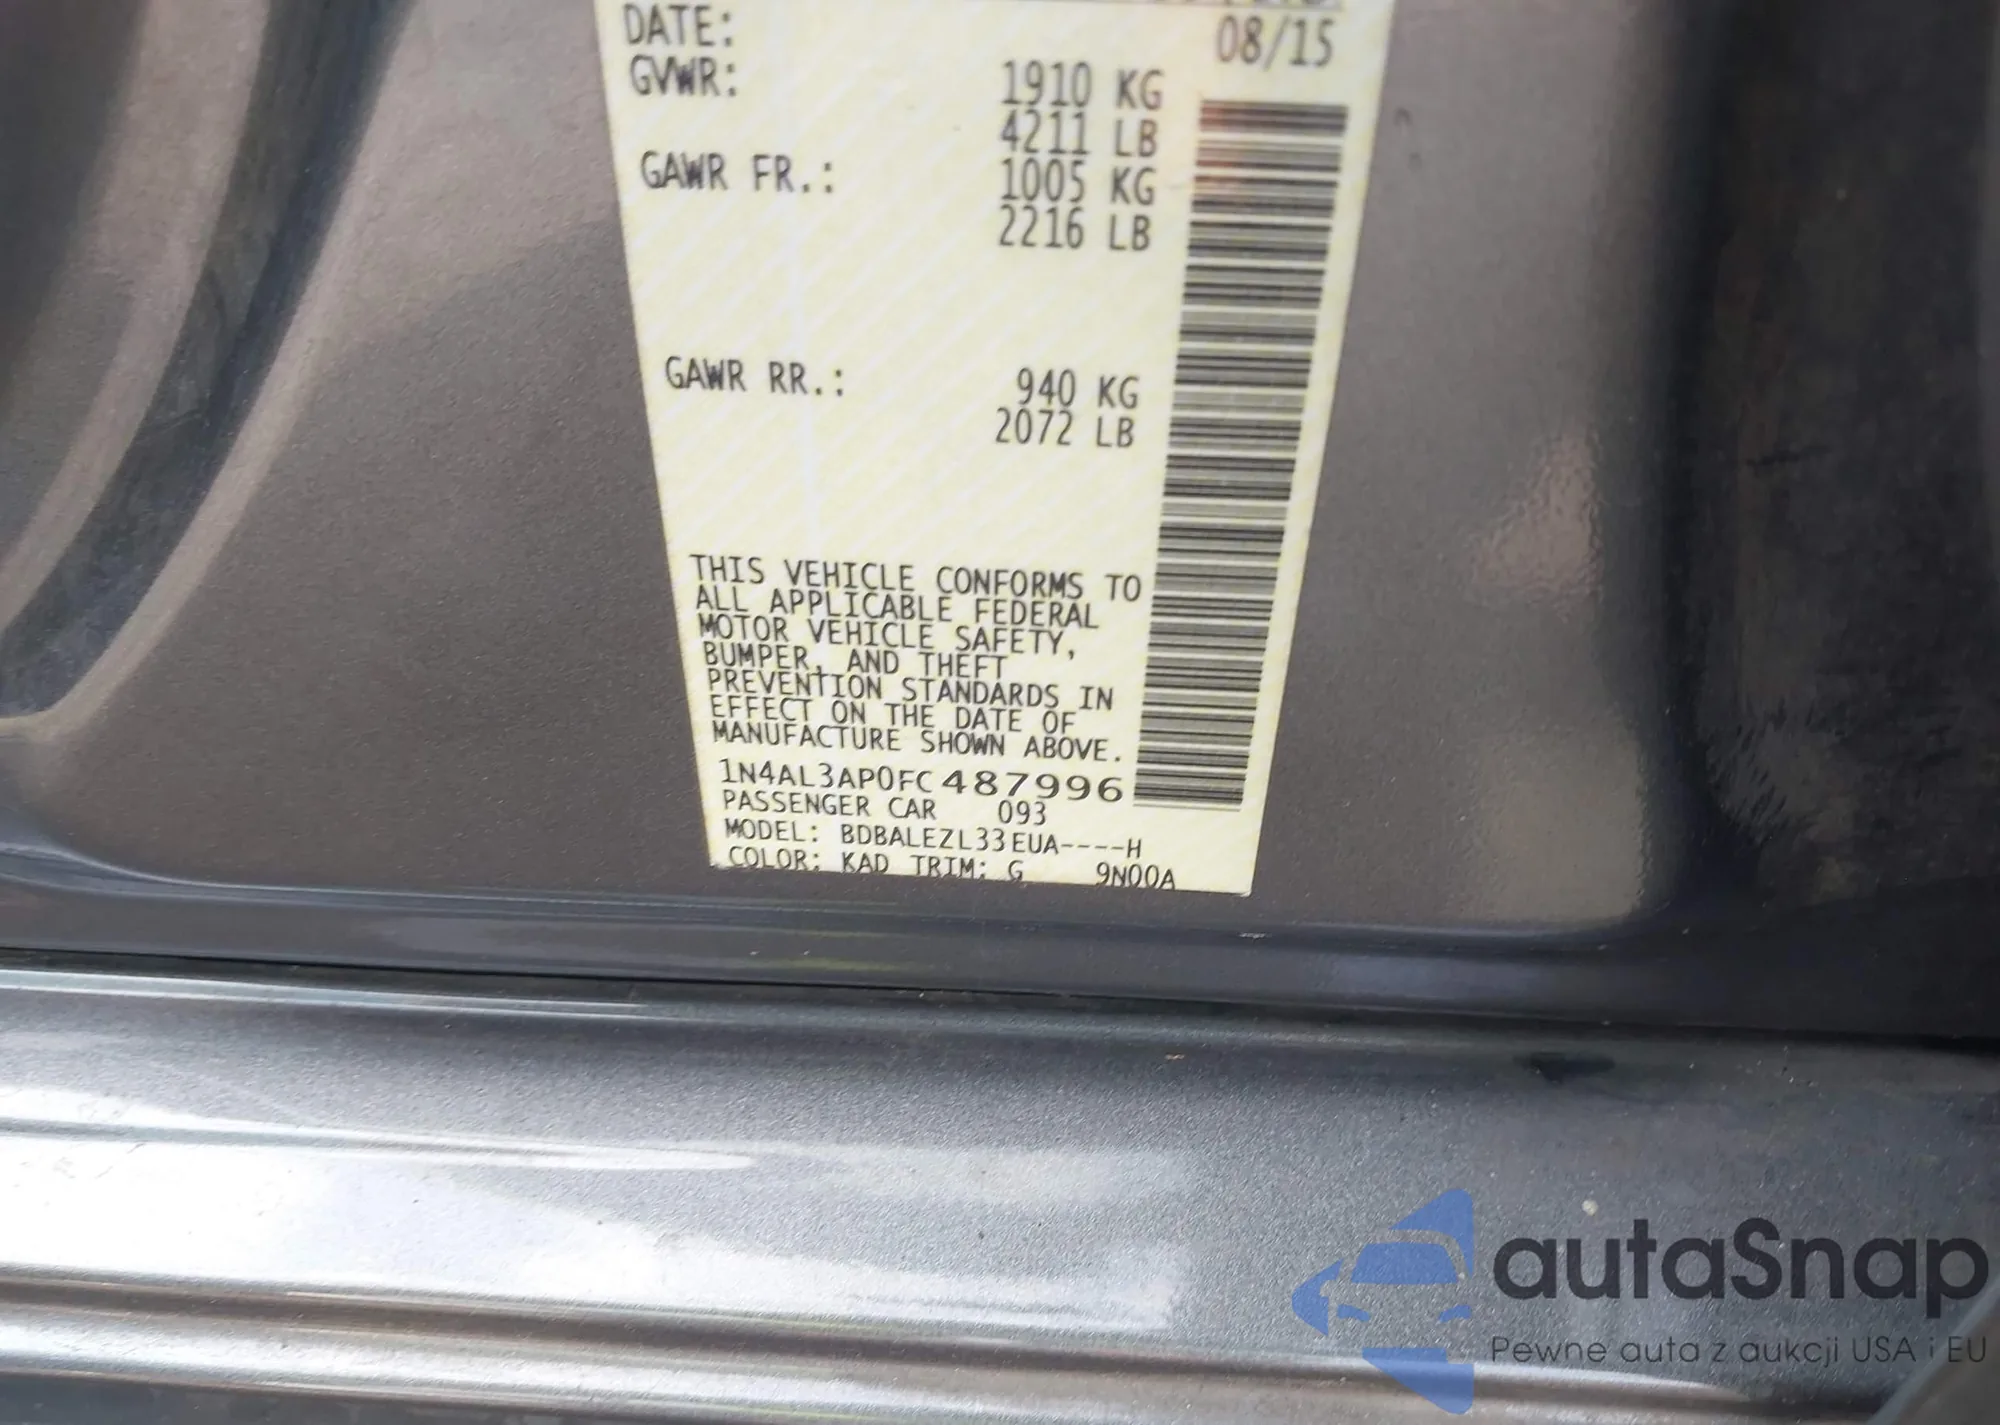 DATE: 08/15
GVWR: 1910 KG
4211 LB
GAWR FR.: 1005 KG
2216 LB
GAWR RR.: 940 KG
2072 LB
THIS VEHICLE CONFORMS TO
ALL APPLICABLE FEDERAL
MOTOR VEHICLE SAFETY,
BUMPER, AND THEFT
PREVENTION STANDARDS IN
EFFECT ON THE DATE OF
MANUFACTURE SHOWN ABOVE.
1N4AL3AP0FC487996
PASSENGER CAR 093
MODEL: BDBALEZL33EUA----H
COLOR: KAD TRIM: G 9N00A
autaSnap
Pewne auta z aukcji USA i EU